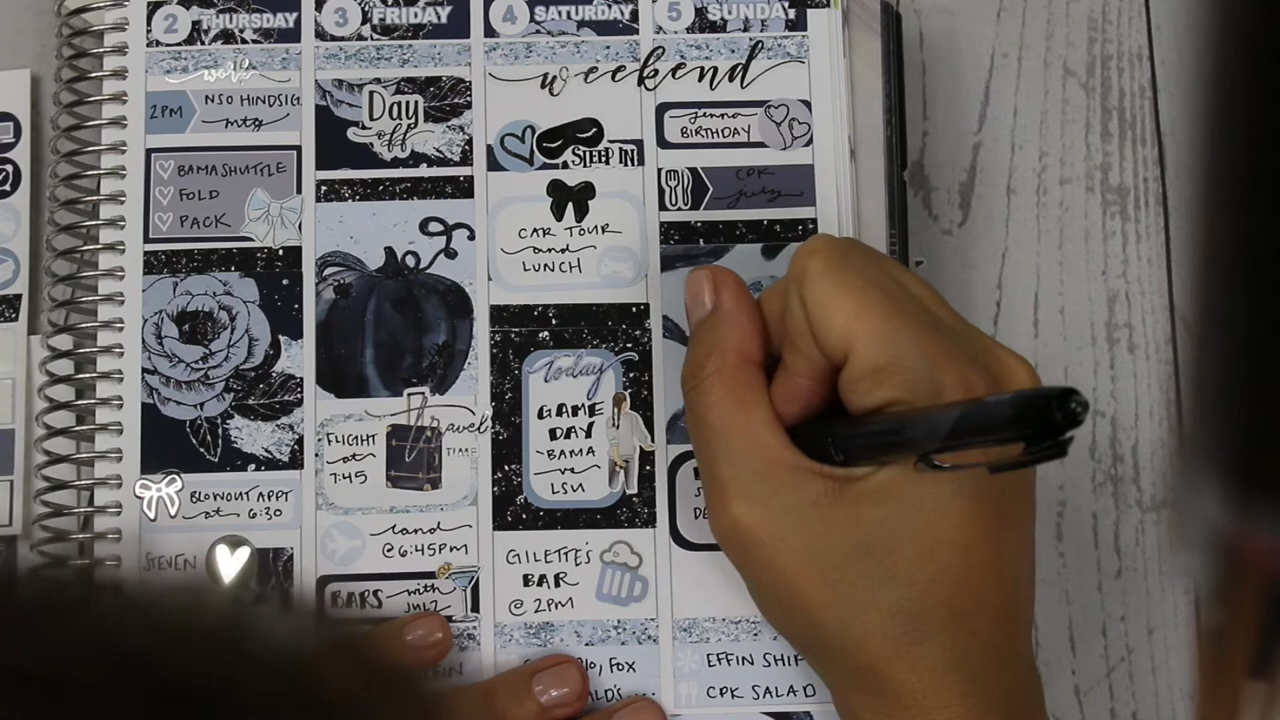 2 THURSDAY
work
2PM NSO HINDSIG
mtg
BAMA SHUTTLE
FOLD
PACK
BLOWOUT APPT
at 6:30
STEVEN
3 FRIDAY
Day
off
FLIGHT
at
7:45
travel
TIME
land
@ 6:45PM
BARS with
4 SATURDAY
weekend
SLEEP IN
CAR TOUR
and
LUNCH
today
GAME
DAY
-BAMA
vs
LSU
GILETTE'S
BAR
@ 2PM
FOX
5 SUNDAY
jenna
BIRTHDAY
CPK
EFFIN SHIF
CPK SALAD